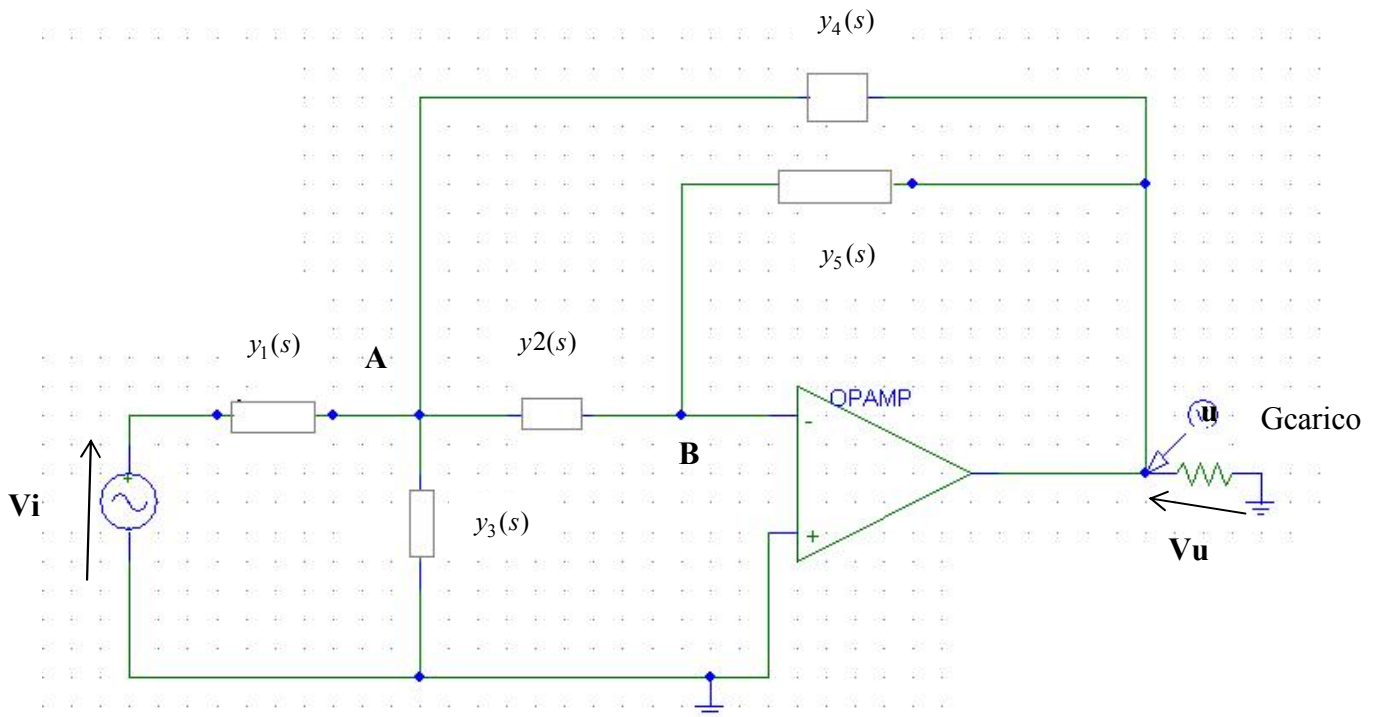 y₄(s)
y₅(s)
y₁(s)
A
y2(s)
OPAMP
-
u
Gcarico
B
+
Vi
y₃(s)
+
Vu